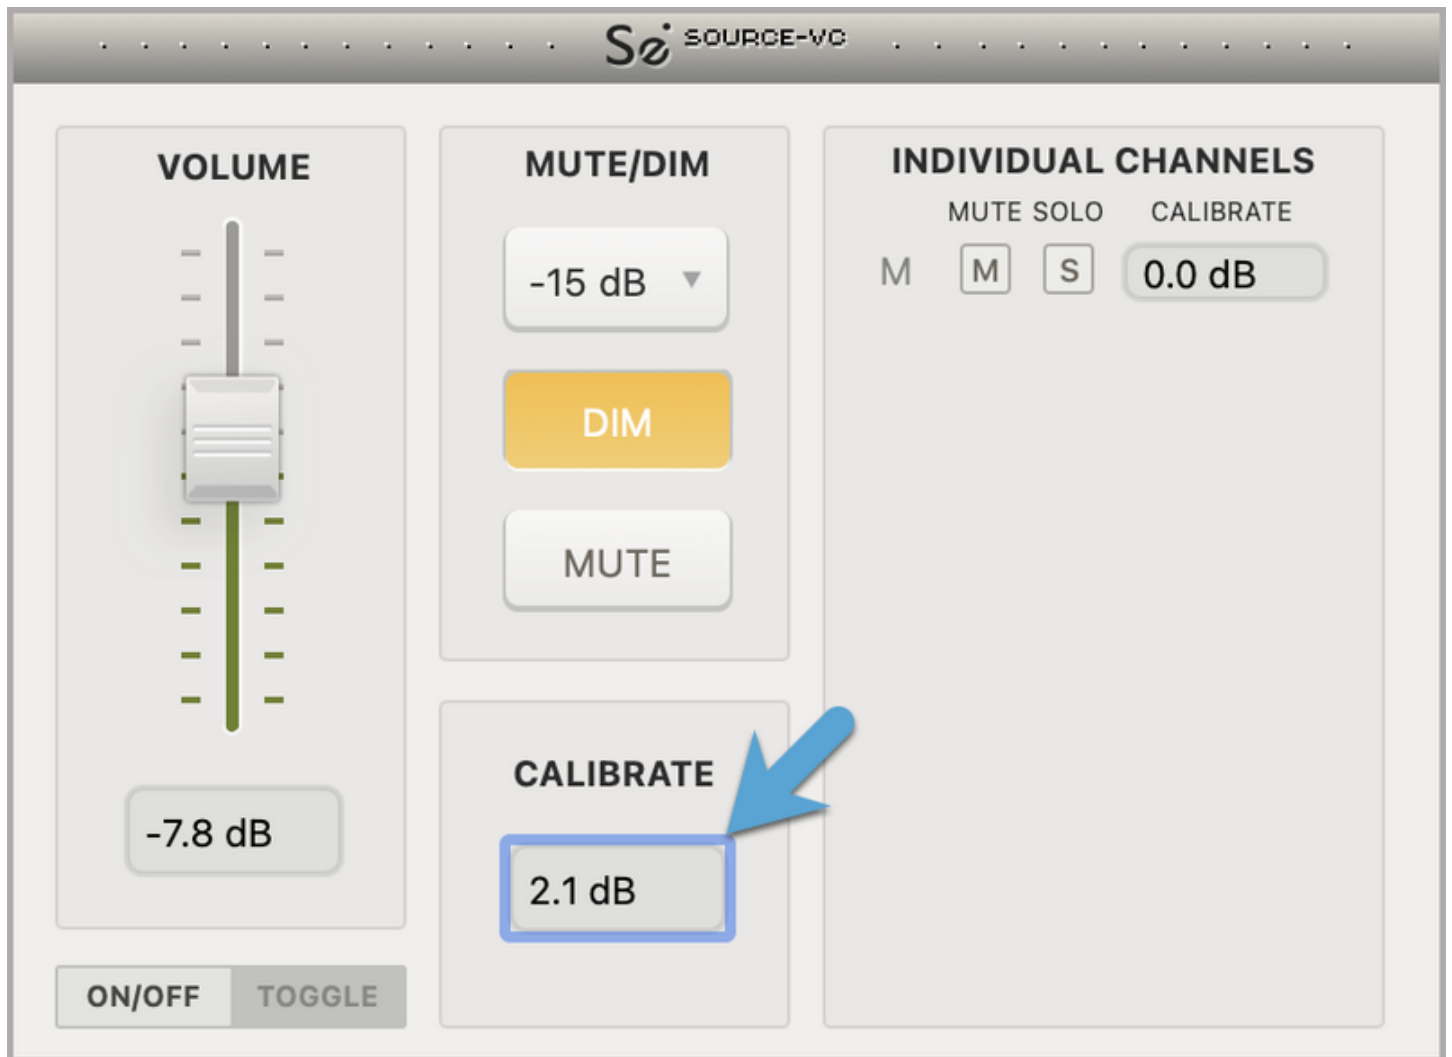 Se SOURCE-VC
VOLUME
-7.8 dB
ON/OFF TOGGLE
MUTE/DIM
-15 dB
DIM
MUTE
CALIBRATE
2.1 dB
INDIVIDUAL CHANNELS
MUTE SOLO CALIBRATE
M M S 0.0 dB